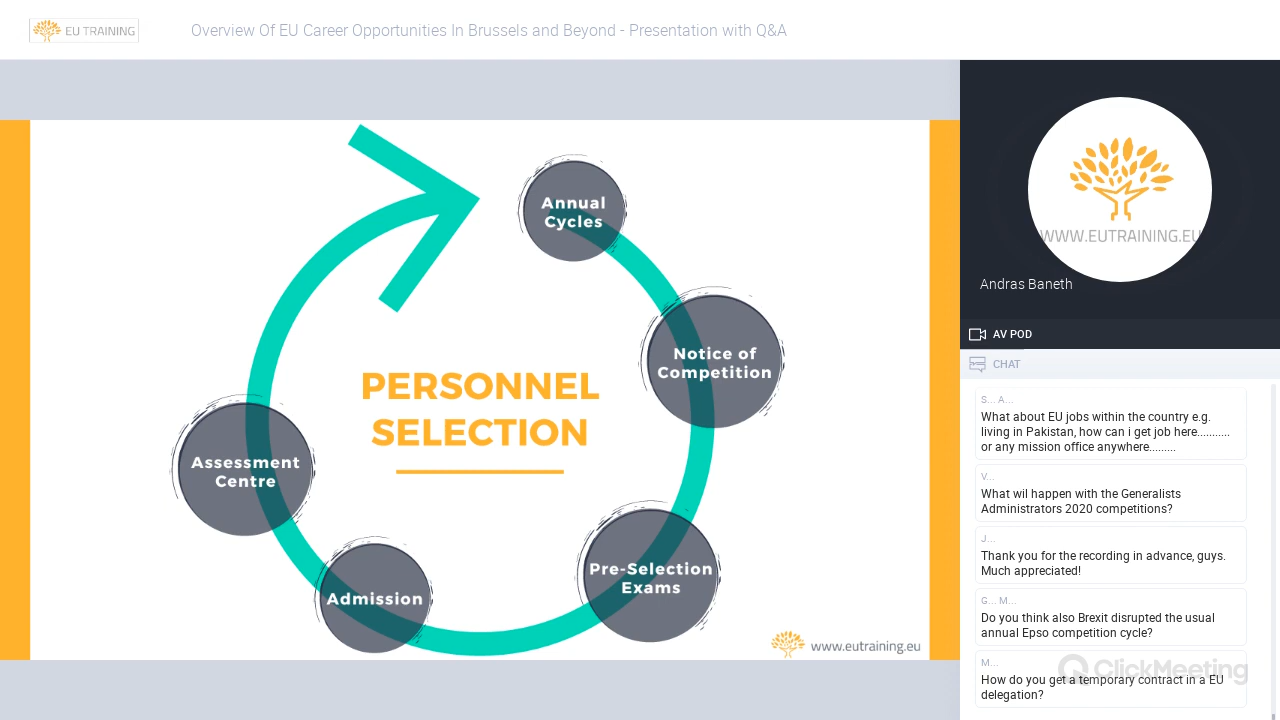 EU TRAINING
Overview Of EU Career Opportunities In Brussels and Beyond - Presentation with Q&A
Annual
Cycles
Notice of
Competition
PERSONNEL
SELECTION
Assessment
Centre
Pre-Selection
Exams
Admission
www.eutraining.eu
WWW.EUTRAINING.EU
Andras Baneth
AV POD
CHAT
S... A...
What about EU jobs within the country e.g.
living in Pakistan, how can i get job here...........
or any mission office anywhere.........
V...
What wil happen with the Generalists
Administrators 2020 competitions?
J...
Thank you for the recording in advance, guys.
Much appreciated!
G... M...
Do you think also Brexit disrupted the usual
annual Epso competition cycle?
M...
ClickMeeting
How do you get a temporary contract in a EU
delegation?